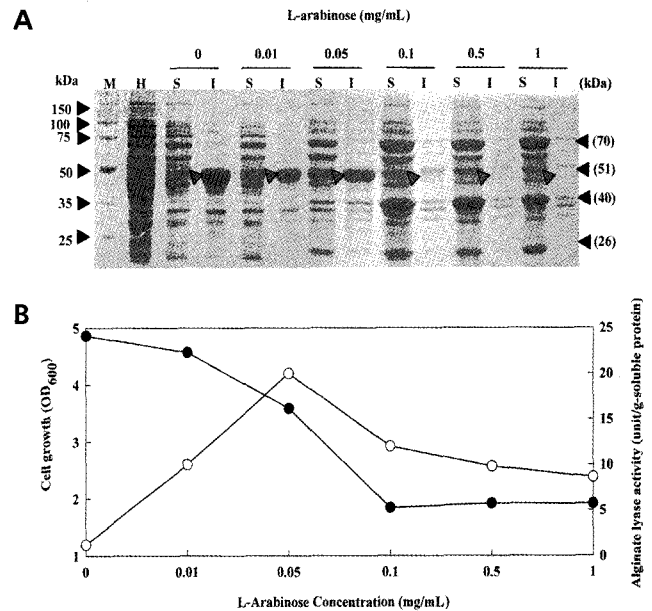 A
L-arabinose (mg/mL)
0 0.01 0.05 0.1 0.5 1
kDa M H S I S I S I S I S I S I (kDa)
150
100
75 (70)
50 (51)
35 (40)
25 (26)
B
Cell growth (OD600)
5
4
3
2
1
Alginate lyase activity (unit/g-soluble protein)
25
20
15
10
5
0
0 0.01 0.05 0.1 0.5 1
L-Arabinose Concentration (mg/mL)